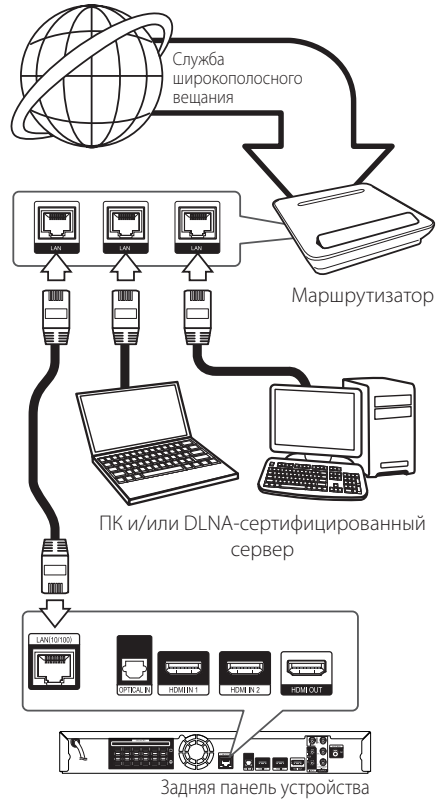 Служба
широкополосного
вещания
LAN
LAN
LAN
Маршрутизатор
ПК и/или DLNA-сертифицированный
сервер
LAN(10/100)
OPTICAL IN
HDMI IN 1
HDMI IN 2
HDMI OUT
Задняя панель устройства